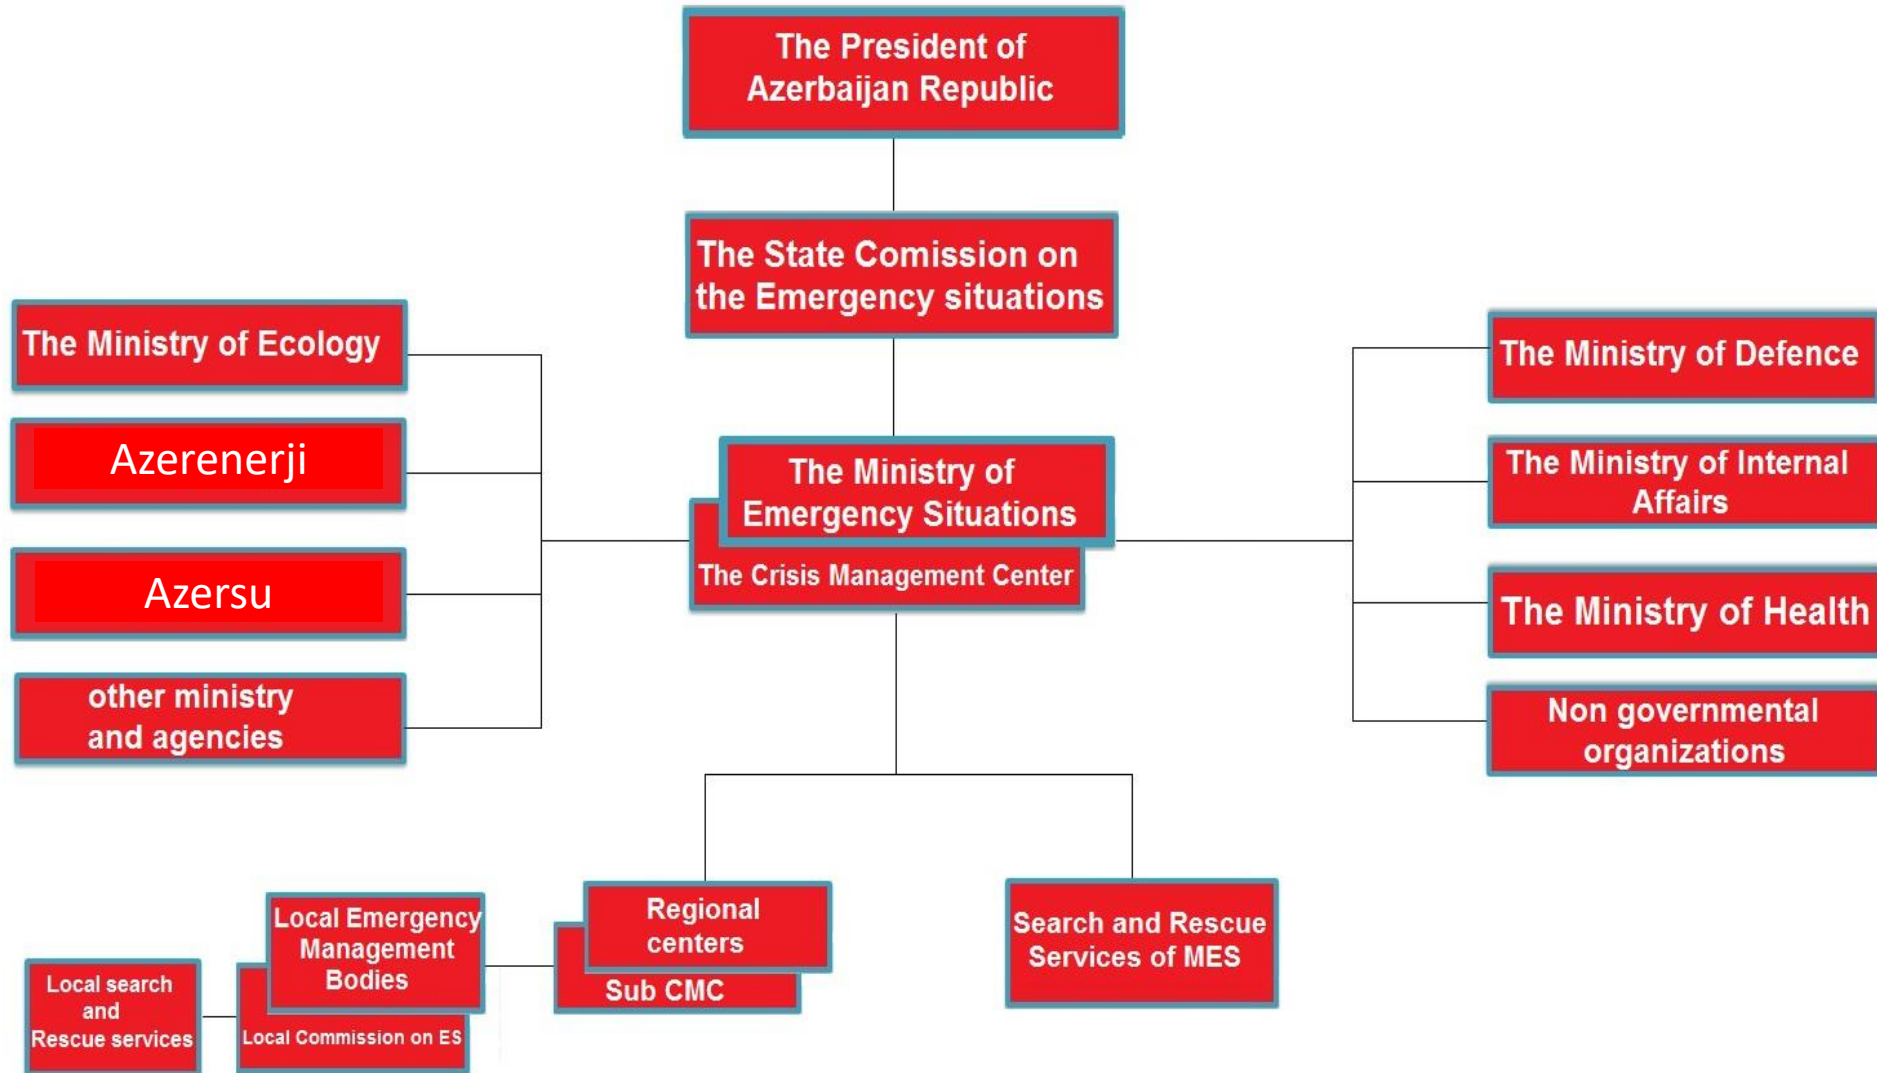 The President of
Azerbaijan Republic
The State Comission on
the Emergency situations
The Ministry of Ecology
Azerenerji
Azersu
other ministry
and agencies
The Ministry of
Emergency Situations
The Crisis Management Center
The Ministry of Defence
The Ministry of Internal
Affairs
The Ministry of Health
Non governmental
organizations
Local search
and
Rescue services
Local Emergency
Management
Bodies
Local Commission on ES
Regional
centers
Sub CMC
Search and Rescue
Services of MES